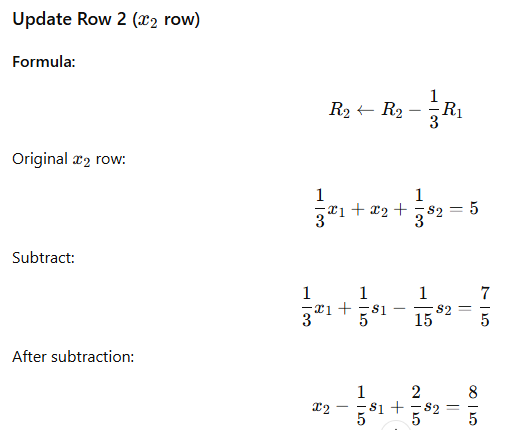 Update Row 2 (x₂ row)
Formula:
R₂ ← R₂ − 1/3 R₁
Original x₂ row:
1/3 x₁ + x₂ + 1/3 s₂ = 5
Subtract:
1/3 x₁ + 1/5 s₁ − 1/15 s₂ = 7/5
After subtraction:
x₂ − 1/5 s₁ + 2/5 s₂ = 8/5